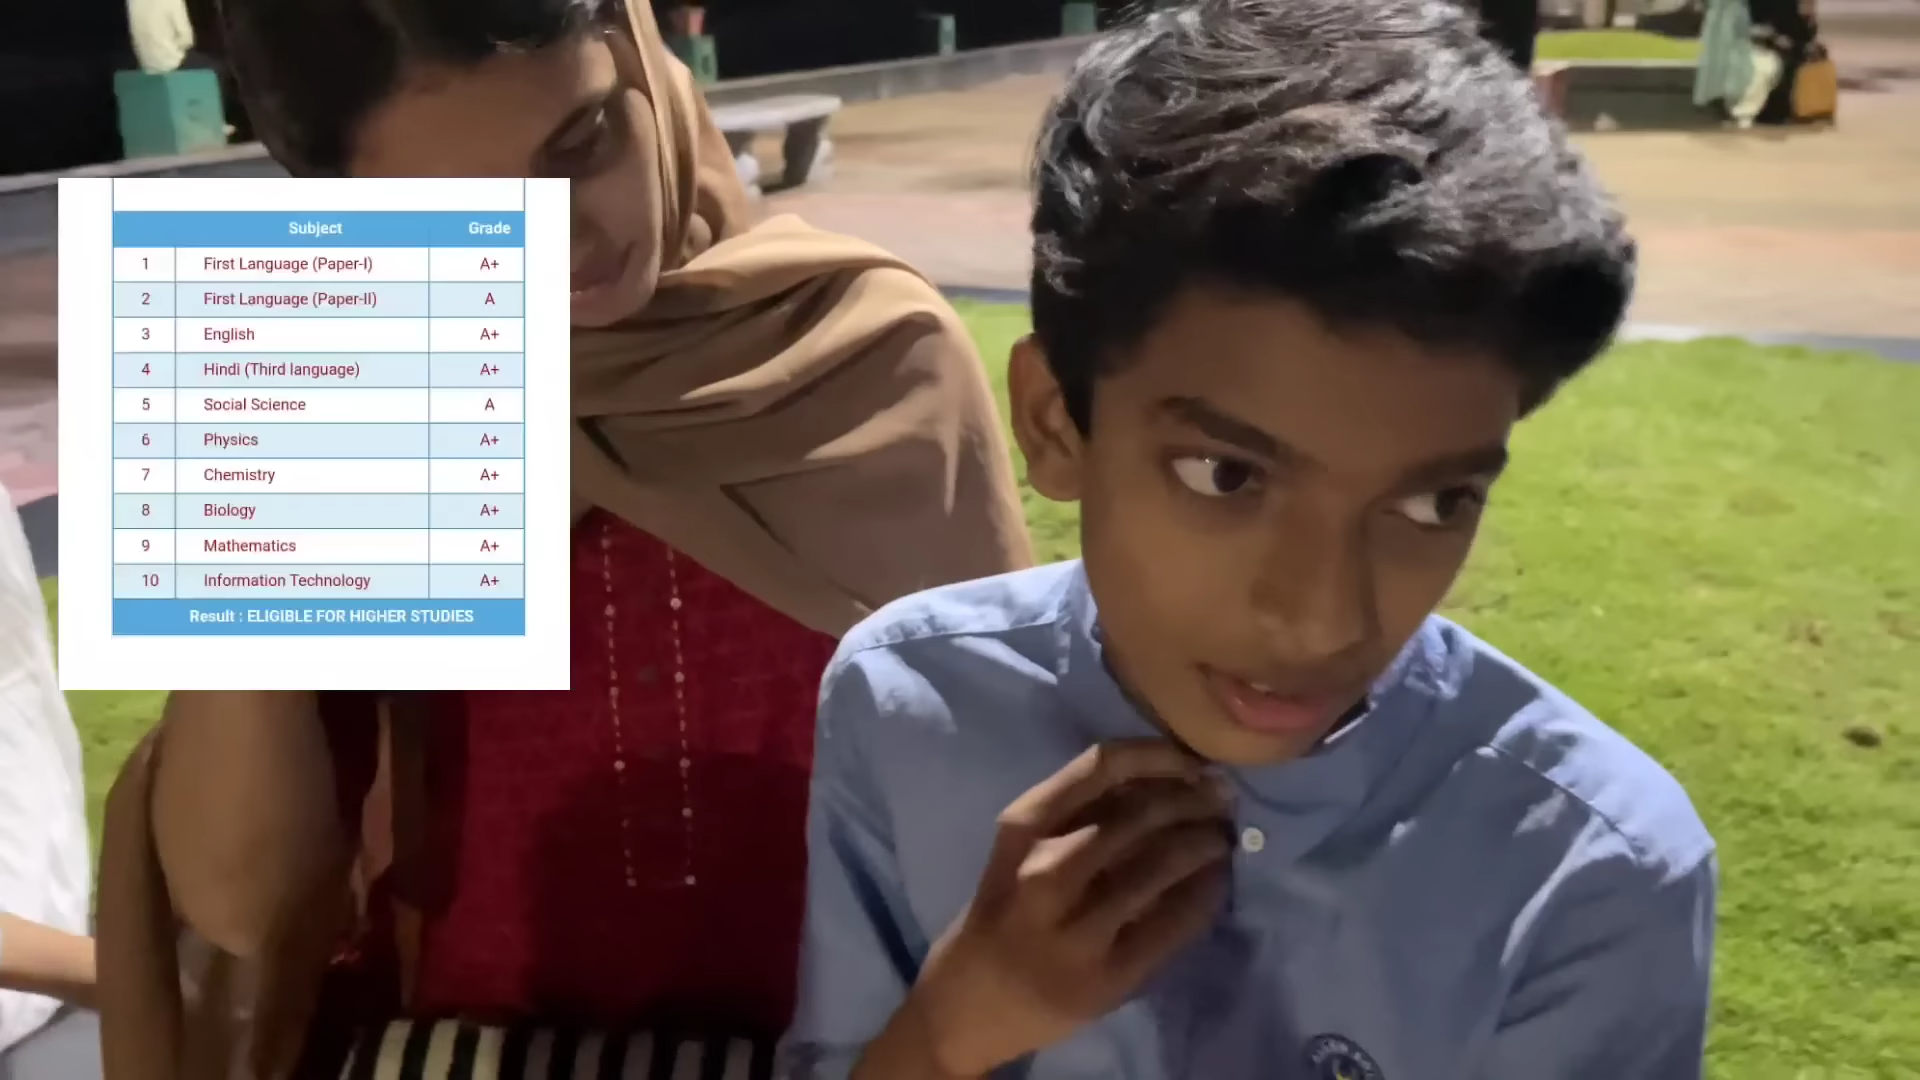 Subject Grade
1 First Language (Paper-I) A+
2 First Language (Paper-II) A
3 English A+
4 Hindi (Third language) A+
5 Social Science A
6 Physics A+
7 Chemistry A+
8 Biology A+
9 Mathematics A+
10 Information Technology A+
Result : ELIGIBLE FOR HIGHER STUDIES